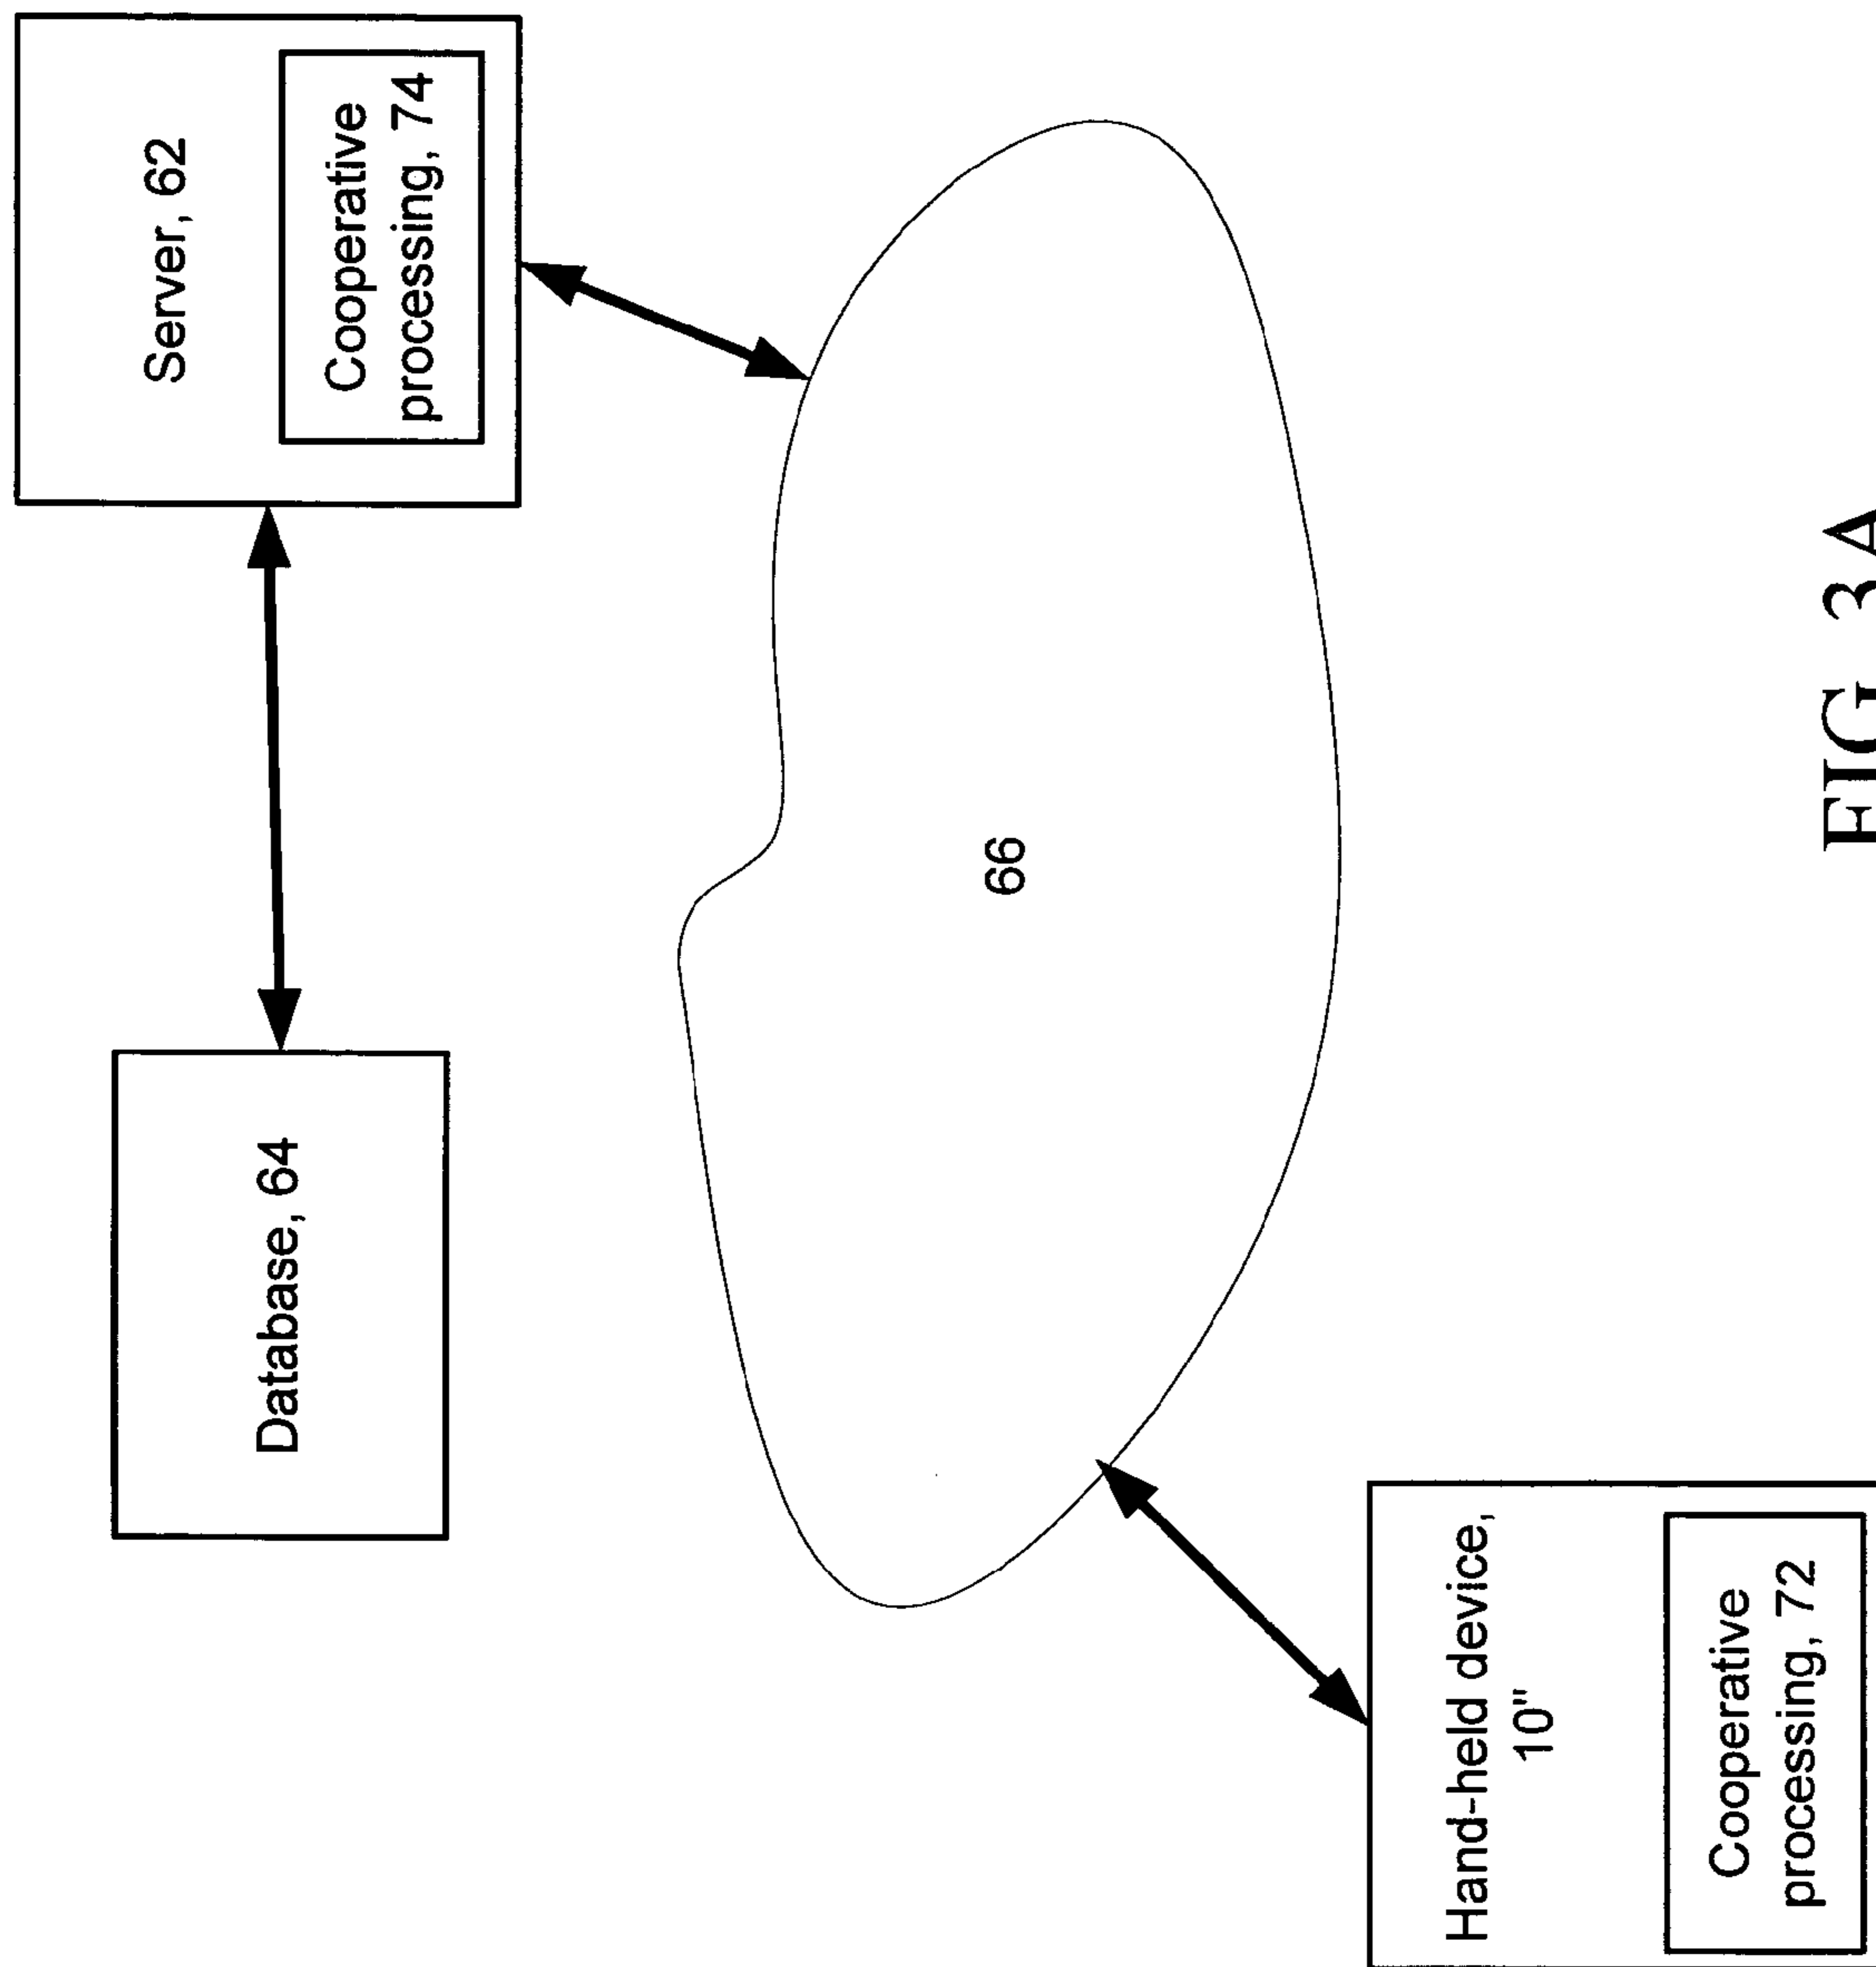 Database, 64
Server, 62
Cooperative
processing, 74
66
Hand-held device,
10"
Cooperative
processing, 72
FIG. 3A